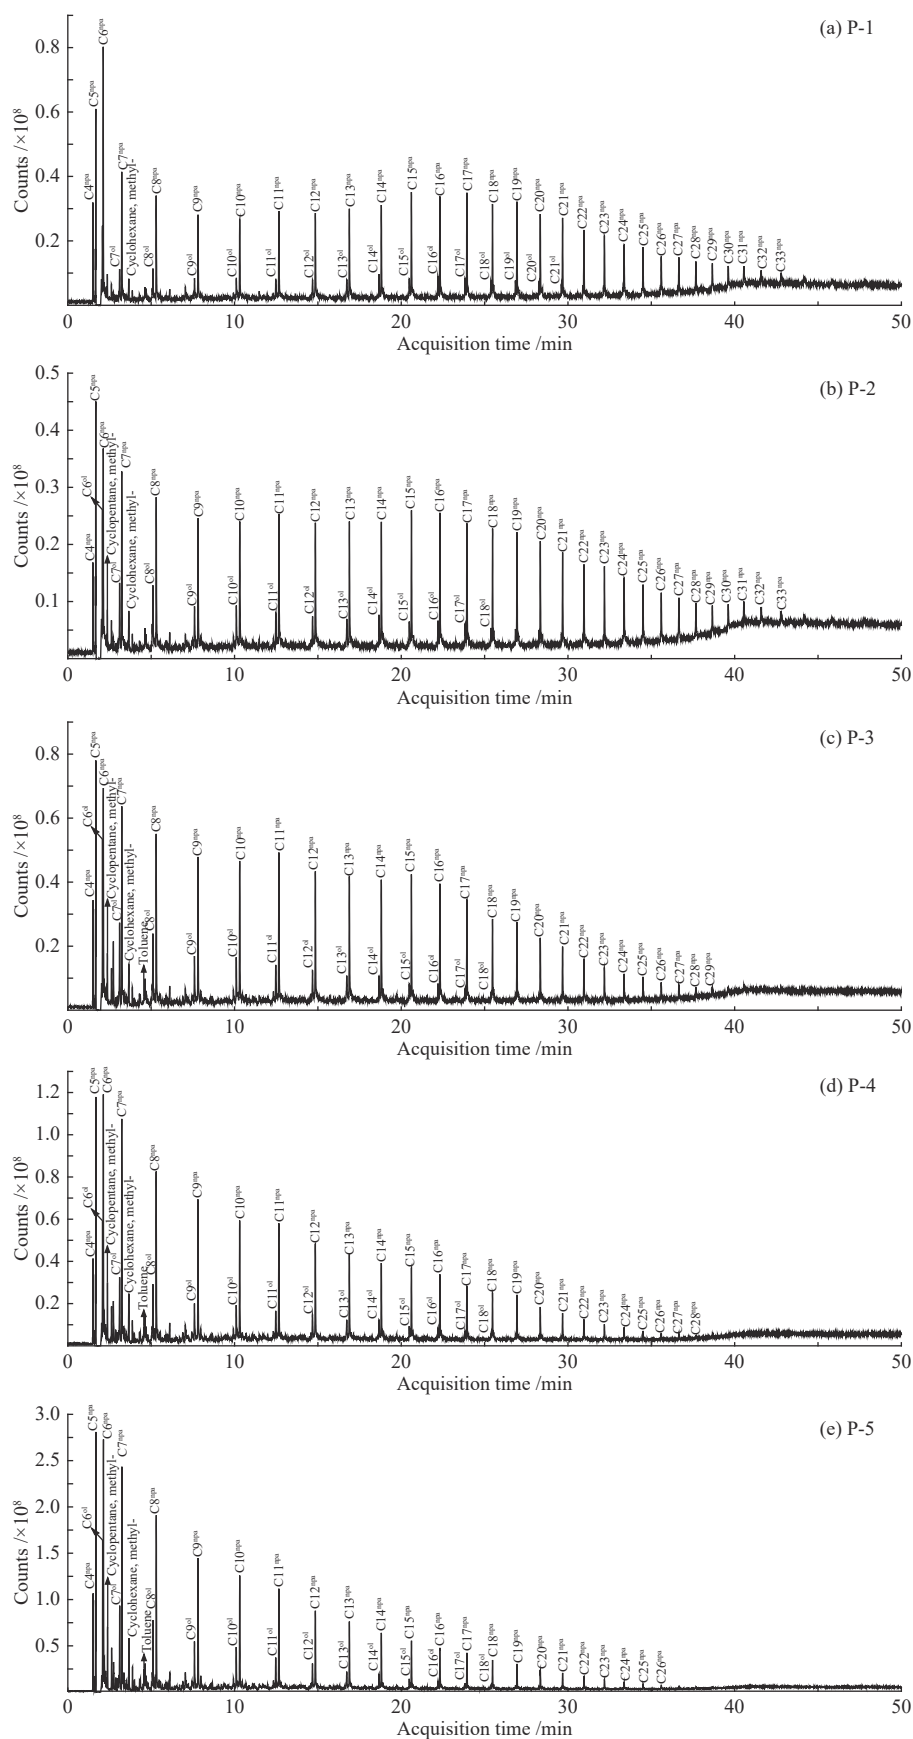 (a) P-1
Counts /×10⁸
0.8
0.6
0.4
0.2
C4ⁿᵖᵃ
C5ⁿᵖᵃ
C6ⁿᵖᵃ
C7ᵒˡ
C7ⁿᵖᵃ
Cyclohexane, methyl-
C8ᵒˡ
C8ⁿᵖᵃ
C9ᵒˡ
C9ⁿᵖᵃ
C10ᵒˡ
C10ⁿᵖᵃ
C11ᵒˡ
C11ⁿᵖᵃ
C12ᵒˡ
C12ⁿᵖᵃ
C13ᵒˡ
C13ⁿᵖᵃ
C14ᵒˡ
C14ⁿᵖᵃ
C15ᵒˡ
C15ⁿᵖᵃ
C16ᵒˡ
C16ⁿᵖᵃ
C17ᵒˡ
C17ⁿᵖᵃ
C18ᵒˡ
C18ⁿᵖᵃ
C19ᵒˡ
C19ⁿᵖᵃ
C20ᵒˡ
C20ⁿᵖᵃ
C21ᵒˡ
C21ⁿᵖᵃ
C22ⁿᵖᵃ
C23ⁿᵖᵃ
C24ⁿᵖᵃ
C25ⁿᵖᵃ
C26ⁿᵖᵃ
C27ⁿᵖᵃ
C28ⁿᵖᵃ
C29ⁿᵖᵃ
C30ⁿᵖᵃ
C31ⁿᵖᵃ
C32ⁿᵖᵃ
C33ⁿᵖᵃ
0 10 20 30 40 50
Acquisition time /min
(b) P-2
Counts /×10⁸
0.5
0.4
0.3
0.2
0.1
C4ⁿᵖᵃ
C5ⁿᵖᵃ
C6ᵒˡ
C6ⁿᵖᵃ
Cyclopentane, methyl-
C7ᵒˡ
C7ⁿᵖᵃ
Cyclohexane, methyl-
C8ᵒˡ
C8ⁿᵖᵃ
C9ᵒˡ
C9ⁿᵖᵃ
C10ᵒˡ
C10ⁿᵖᵃ
C11ᵒˡ
C11ⁿᵖᵃ
C12ᵒˡ
C12ⁿᵖᵃ
C13ᵒˡ
C13ⁿᵖᵃ
C14ᵒˡ
C14ⁿᵖᵃ
C15ᵒˡ
C15ⁿᵖᵃ
C16ᵒˡ
C16ⁿᵖᵃ
C17ᵒˡ
C17ⁿᵖᵃ
C18ᵒˡ
C18ⁿᵖᵃ
C19ⁿᵖᵃ
C20ⁿᵖᵃ
C21ⁿᵖᵃ
C22ⁿᵖᵃ
C23ⁿᵖᵃ
C24ⁿᵖᵃ
C25ⁿᵖᵃ
C26ⁿᵖᵃ
C27ⁿᵖᵃ
C28ⁿᵖᵃ
C29ⁿᵖᵃ
C30ⁿᵖᵃ
C31ⁿᵖᵃ
C32ⁿᵖᵃ
C33ⁿᵖᵃ
0 10 20 30 40 50
Acquisition time /min
(c) P-3
Counts /×10⁸
0.8
0.6
0.4
0.2
C4ⁿᵖᵃ
C5ⁿᵖᵃ
C6ᵒˡ
C6ⁿᵖᵃ
Cyclopentane, methyl-
C7ᵒˡ
C7ⁿᵖᵃ
Cyclohexane, methyl-
Toluene
C8ᵒˡ
C8ⁿᵖᵃ
C9ᵒˡ
C9ⁿᵖᵃ
C10ᵒˡ
C10ⁿᵖᵃ
C11ᵒˡ
C11ⁿᵖᵃ
C12ᵒˡ
C12ⁿᵖᵃ
C13ᵒˡ
C13ⁿᵖᵃ
C14ᵒˡ
C14ⁿᵖᵃ
C15ᵒˡ
C15ⁿᵖᵃ
C16ᵒˡ
C16ⁿᵖᵃ
C17ᵒˡ
C17ⁿᵖᵃ
C18ᵒˡ
C18ⁿᵖᵃ
C19ⁿᵖᵃ
C20ⁿᵖᵃ
C21ⁿᵖᵃ
C22ⁿᵖᵃ
C23ⁿᵖᵃ
C24ⁿᵖᵃ
C25ⁿᵖᵃ
C26ⁿᵖᵃ
C27ⁿᵖᵃ
C28ⁿᵖᵃ
C29ⁿᵖᵃ
0 10 20 30 40 50
Acquisition time /min
(d) P-4
Counts /×10⁸
1.2
1.0
0.8
0.6
0.4
0.2
C4ⁿᵖᵃ
C5ⁿᵖᵃ
C6ᵒˡ
C6ⁿᵖᵃ
Cyclopentane, methyl-
C7ᵒˡ
C7ⁿᵖᵃ
Cyclohexane, methyl-
Toluene
C8ᵒˡ
C8ⁿᵖᵃ
C9ᵒˡ
C9ⁿᵖᵃ
C10ᵒˡ
C10ⁿᵖᵃ
C11ᵒˡ
C11ⁿᵖᵃ
C12ᵒˡ
C12ⁿᵖᵃ
C13ᵒˡ
C13ⁿᵖᵃ
C14ᵒˡ
C14ⁿᵖᵃ
C15ᵒˡ
C15ⁿᵖᵃ
C16ᵒˡ
C16ⁿᵖᵃ
C17ᵒˡ
C17ⁿᵖᵃ
C18ᵒˡ
C18ⁿᵖᵃ
C19ⁿᵖᵃ
C20ⁿᵖᵃ
C21ⁿᵖᵃ
C22ⁿᵖᵃ
C23ⁿᵖᵃ
C24ⁿᵖᵃ
C25ⁿᵖᵃ
C26ⁿᵖᵃ
C27ⁿᵖᵃ
C28ⁿᵖᵃ
0 10 20 30 40 50
Acquisition time /min
(e) P-5
Counts /×10⁸
3.0
2.5
2.0
1.5
1.0
0.5
C4ⁿᵖᵃ
C5ⁿᵖᵃ
C6ᵒˡ
C6ⁿᵖᵃ
Cyclopentane, methyl-
C7ᵒˡ
C7ⁿᵖᵃ
Cyclohexane, methyl-
Toluene
C8ᵒˡ
C8ⁿᵖᵃ
C9ᵒˡ
C9ⁿᵖᵃ
C10ᵒˡ
C10ⁿᵖᵃ
C11ᵒˡ
C11ⁿᵖᵃ
C12ᵒˡ
C12ⁿᵖᵃ
C13ᵒˡ
C13ⁿᵖᵃ
C14ᵒˡ
C14ⁿᵖᵃ
C15ᵒˡ
C15ⁿᵖᵃ
C16ᵒˡ
C16ⁿᵖᵃ
C17ᵒˡ
C17ⁿᵖᵃ
C18ᵒˡ
C18ⁿᵖᵃ
C19ⁿᵖᵃ
C20ⁿᵖᵃ
C21ⁿᵖᵃ
C22ⁿᵖᵃ
C23ⁿᵖᵃ
C24ⁿᵖᵃ
C25ⁿᵖᵃ
C26ⁿᵖᵃ
0 10 20 30 40 50
Acquisition time /min